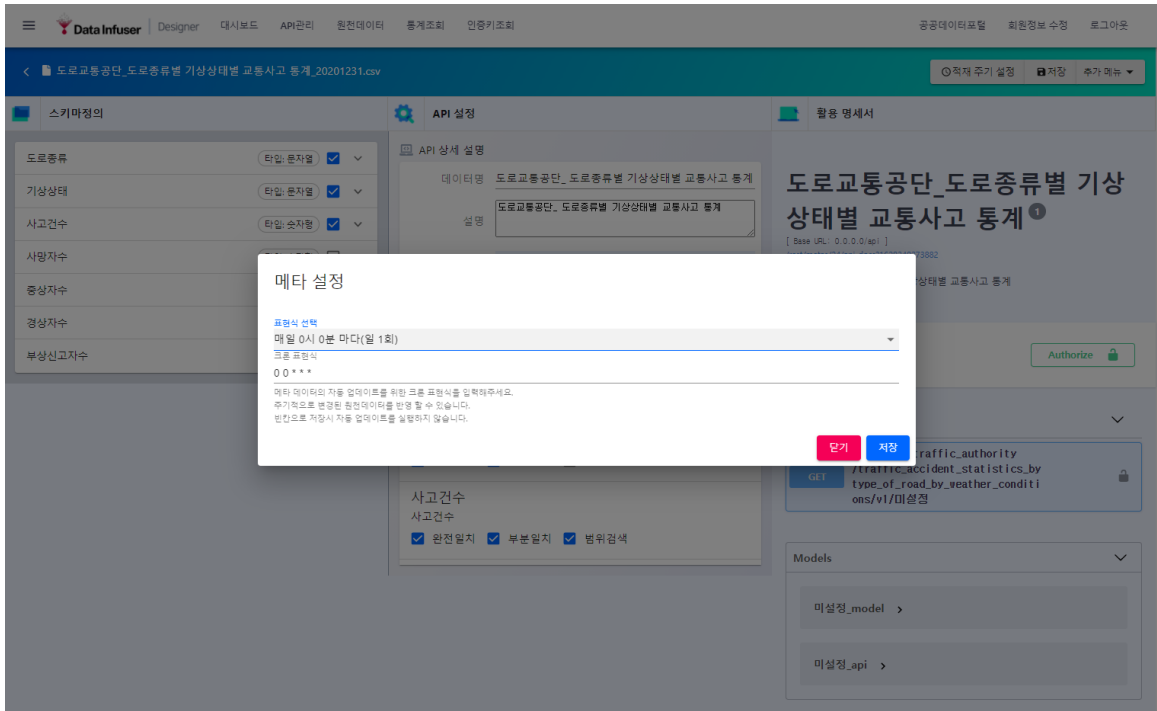 Data Infuser | Designer 대시보드 API관리 원천데이터 통계조회 인증키조회 공공데이터포털 회원정보 수정 로그아웃
도로교통공단_도로종류별 기상상태별 교통사고 통계_20201231.csv 적재 주기 설정 저장 추가 메뉴
스키마정의
API 설정
활용 명세서
도로종류 타입: 문자열
기상상태 타입: 문자열
사고건수 타입: 숫자형
사망자수
중상자수
경상자수
부상신고자수
API 상세 설명
데이터명 도로교통공단_ 도로종류별 기상상태별 교통사고 통계
설명 도로교통공단_ 도로종류별 기상상태별 교통사고 통계
도로교통공단_도로종류별 기상
상태별 교통사고 통계 1
[ Base URL: 0.0.0.0/api ]
상태별 교통사고 통계
Authorize
메타 설정
표현식 선택
매일 0시 0분 마다(일 1회)
크론 표현식
0 0 * * *
메타 데이터의 자동 업데이트를 위한 크론 표현식을 입력해주세요.
주기적으로 변경된 원천데이터를 반영 할 수 있습니다.
빈칸으로 저장시 자동 업데이트를 실행하지 않습니다.
닫기 저장
사고건수
사고건수
완전일치 부분일치 범위검색
GET
raffic_authority
/traffic_accident_statistics_by
type_of_road_by_weather_conditi
ons/v1/미설정
Models
미설정_model
미설정_api